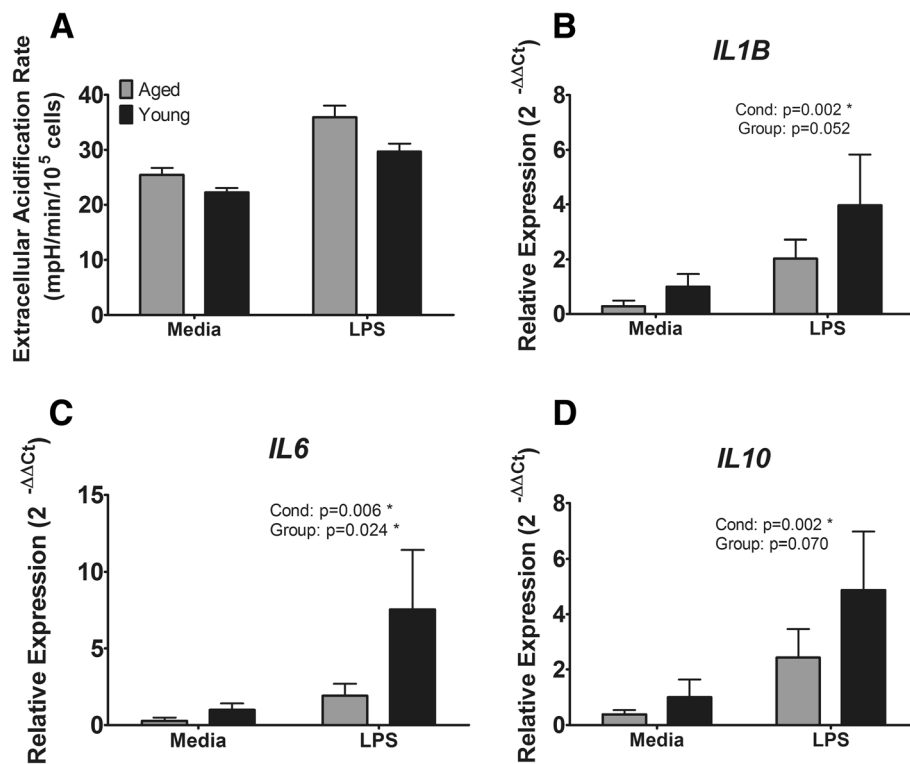 A
Extracellular Acidification Rate
(mpH/min/10⁵ cells)
40
30
20
10
0
Aged
Young
Media
LPS
B
IL1B
Relative Expression (2 -ΔΔCt)
8
6
4
2
0
Cond: p=0.002 *
Group: p=0.052
Media
LPS
C
IL6
Relative Expression (2 -ΔΔCt)
15
10
5
0
Cond: p=0.006 *
Group: p=0.024 *
Media
LPS
D
IL10
Relative Expression (2 -ΔΔCt)
8
6
4
2
0
Cond: p=0.002 *
Group: p=0.070
Media
LPS